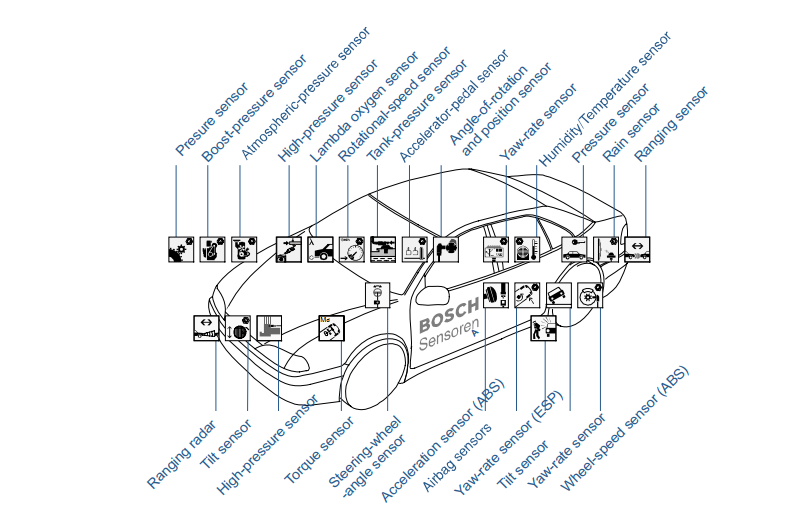 Presure sensor
Boost-pressure sensor
Atmospheric-pressure sensor
High-pressure sensor
Lambda oxygen sensor
Rotational-speed sensor
Tank-pressure sensor
Accelerator-pedal sensor
Angle-of-rotation
and position sensor
Yaw-rate sensor
Humidity/Temperature sensor
Pressure sensor
Rain sensor
Ranging sensor
λ
BOSCH
Sensoren
A
Ranging radar
Tilt sensor
High-pressure sensor
Torque sensor
Steering-wheel
-angle sensor
Acceleration sensor (ABS)
Airbag sensors
Yaw-rate sensor (ESP)
Tilt sensor
Yaw-rate sensor
Wheel-speed sensor (ABS)